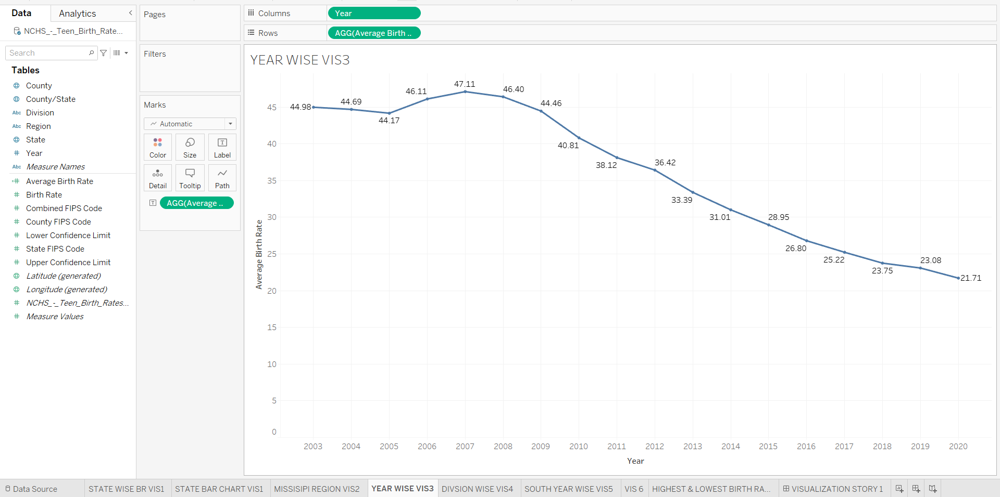 Data
Analytics
NCHS_-_Teen_Birth_Rate...
Search
Tables
County
County/State
Abc Division
Abc Region
State
Year
Abc Measure Names
Average Birth Rate
Birth Rate
Combined FIPS Code
County FIPS Code
Lower Confidence Limit
State FIPS Code
Upper Confidence Limit
Latitude (generated)
Longitude (generated)
NCHS_-_Teen_Birth_Rates...
Measure Values
Pages
Filters
Marks
Automatic
Color Size Label
Detail Tooltip Path
AGG(Average ..
Columns Year
Rows AGG(Average Birth ..
YEAR WISE VIS3
44.98
44.69
44.17
46.11
47.11
46.40
44.46
40.81
38.12
36.42
33.39
31.01
28.95
26.80
25.22
23.75
23.08
21.71
45
40
35
30
25
20
15
10
5
0
Average Birth Rate
2003 2004 2005 2006 2007 2008 2009 2010 2011 2012 2013 2014 2015 2016 2017 2018 2019 2020
Year
Data Source STATE WISE BR VIS1 STATE BAR CHART VIS1 MISSISIPI REGION VIS2 YEAR WISE VIS3 DIVSION WISE VIS4 SOUTH YEAR WISE VIS5 VIS 6 HIGHEST & LOWEST BIRTH RA... VISUALIZATION STORY 1